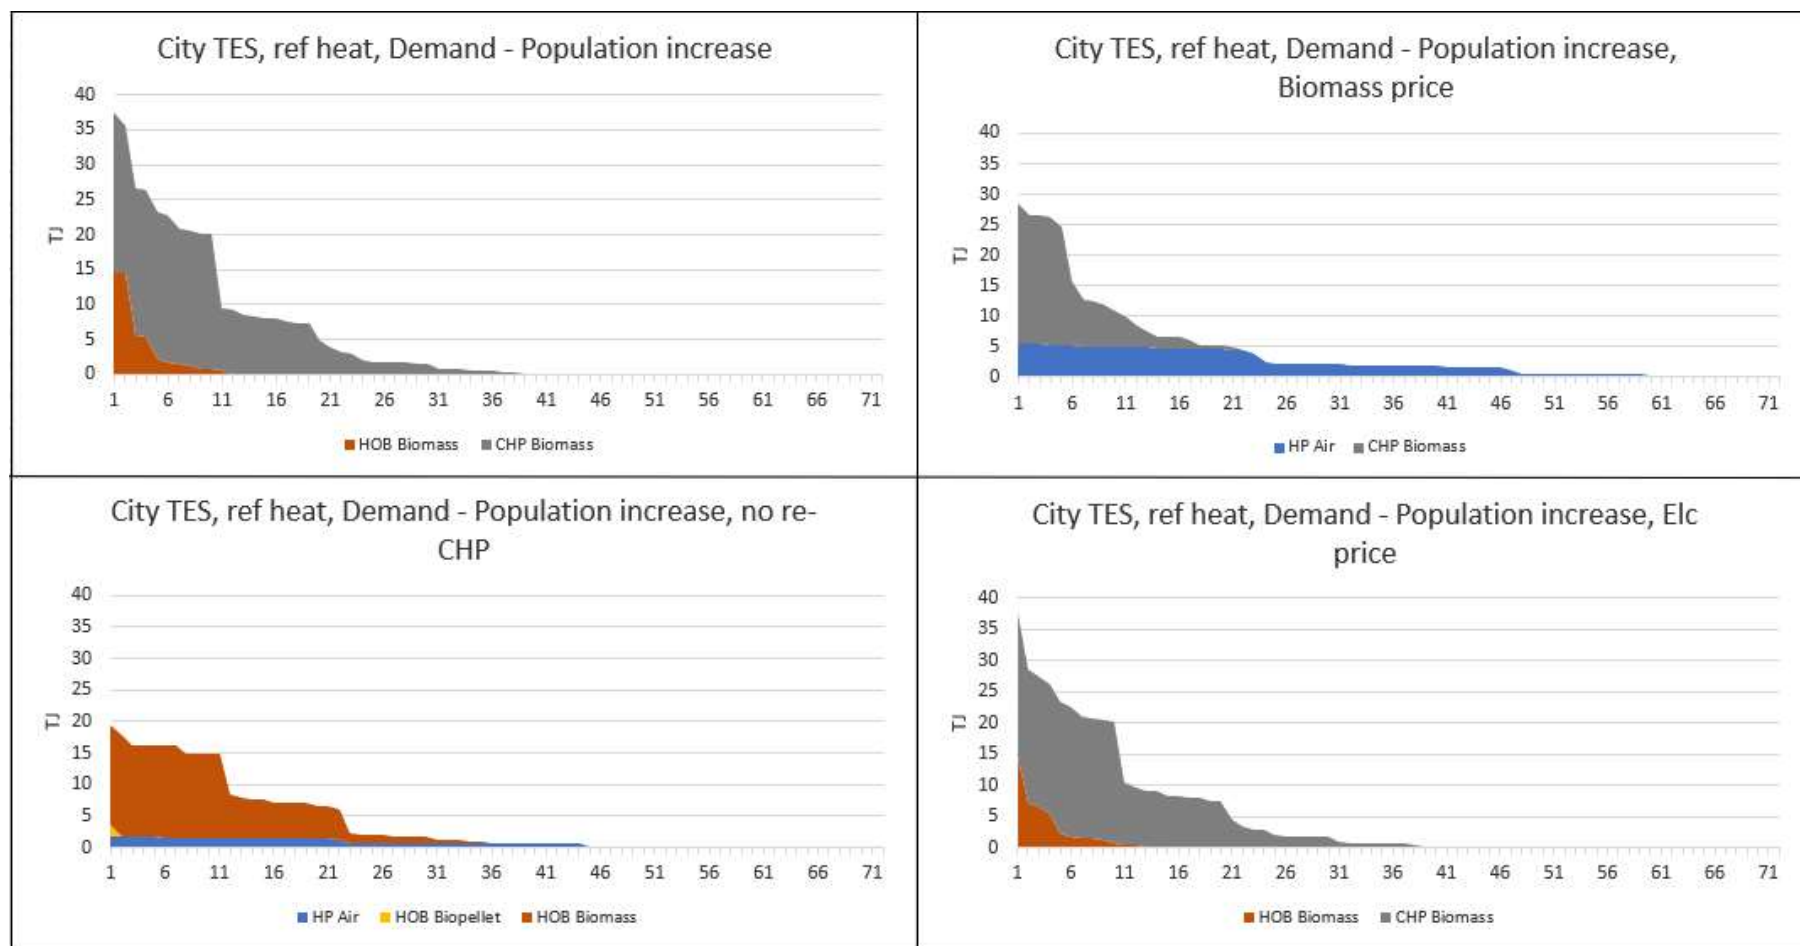 City TES, ref heat, Demand - Population increase
40
35
30
25
20
15
10
5
0
TJ
1 6 11 16 21 26 31 36 41 46 51 56 61 66 71
HOB Biomass CHP Biomass
City TES, ref heat, Demand - Population increase,
Biomass price
40
35
30
25
20
15
10
5
0
TJ
1 6 11 16 21 26 31 36 41 46 51 56 61 66 71
HP Air CHP Biomass
City TES, ref heat, Demand - Population increase, no re-
CHP
40
35
30
25
20
15
10
5
0
TJ
1 6 11 16 21 26 31 36 41 46 51 56 61 66 71
HP Air HOB Biopellet HOB Biomass
City TES, ref heat, Demand - Population increase, Elc
price
40
35
30
25
20
15
10
5
0
TJ
1 6 11 16 21 26 31 36 41 46 51 56 61 66 71
HOB Biomass CHP Biomass